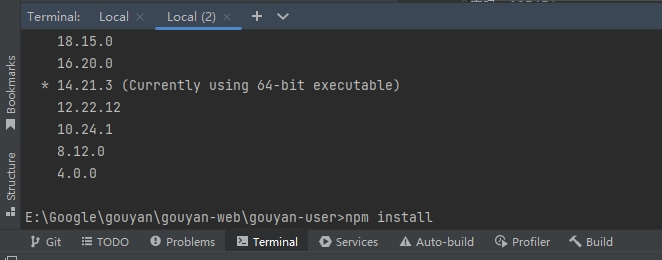 Terminal: Local × Local (2) ×
18.15.0
16.20.0
* 14.21.3 (Currently using 64-bit executable)
12.22.12
10.24.1
8.12.0
4.0.0
E:\Google\gouyan\gouyan-web\gouyan-user>npm install
Bookmarks
Structure
Git TODO Problems Terminal Services Auto-build Profiler Build